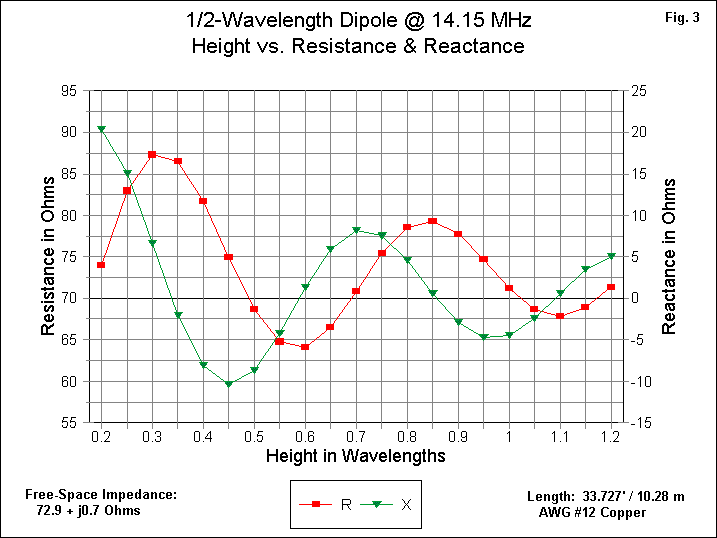 1/2-Wavelength Dipole @ 14.15 MHz
Fig. 3
Height vs. Resistance & Reactance
95
90
85
80
75
70
65
60
55
Resistance in Ohms
25
20
15
10
5
0
-5
-10
-15
Reactance in Ohms
0.2 0.3 0.4 0.5 0.6 0.7 0.8 0.9 1 1.1 1.2
Height in Wavelengths
Free-Space Impedance:
72.9 + j0.7 Ohms
R X
Length: 33.727' / 10.28 m
AWG #12 Copper